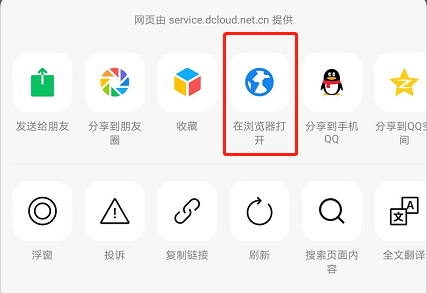 网页由 service.dcloud.net.cn 提供
发送给朋友 分享到朋友 收藏 在浏览器打 分享到手机 分享到QQ空
圈 开 QQ 间
A
文
浮窗 投诉 复制链接 刷新 搜索页面内 全文翻译
容